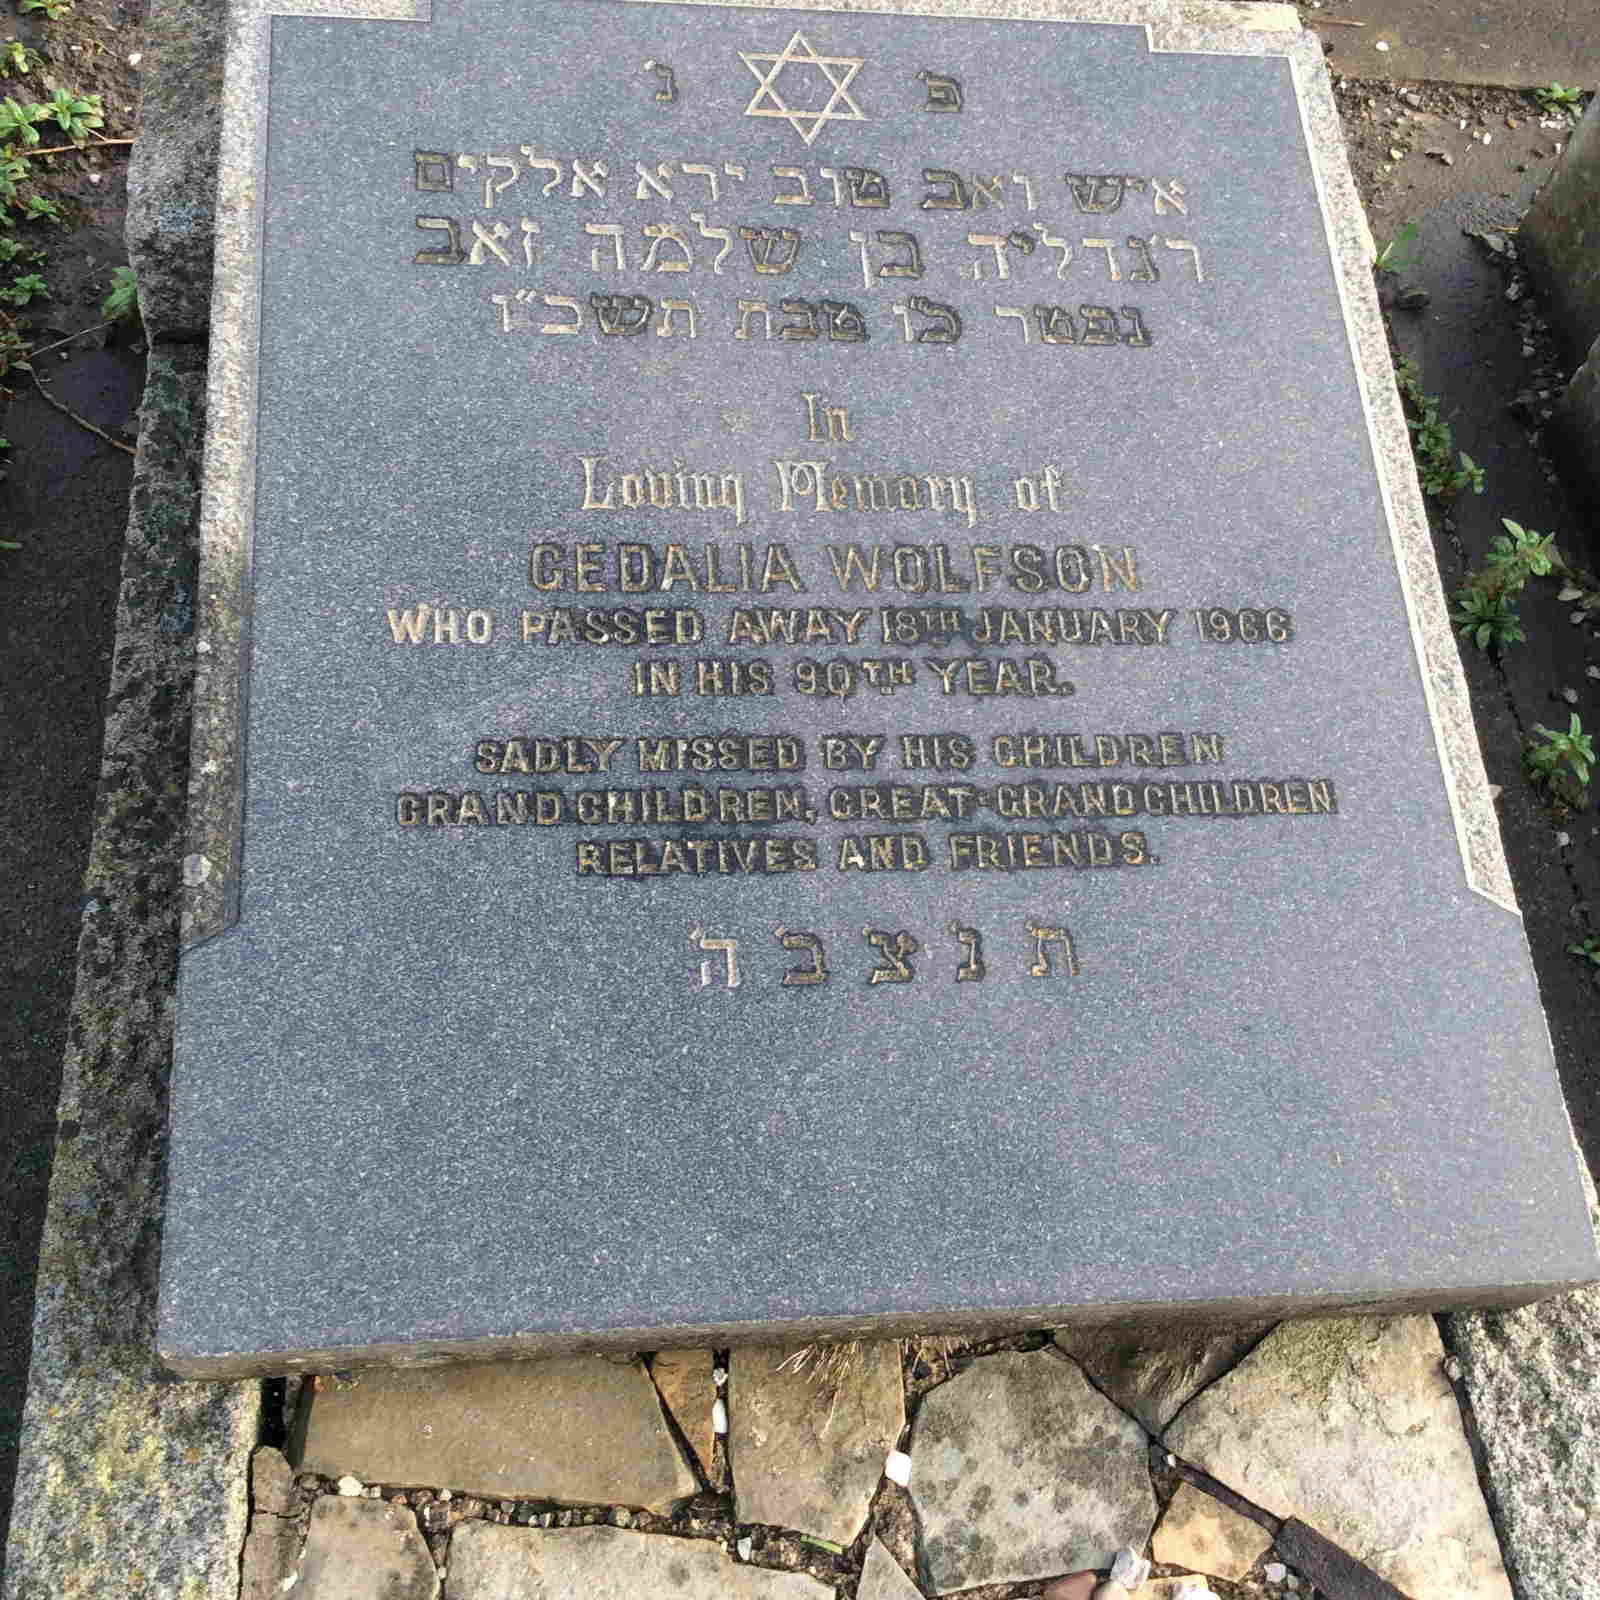 פ נ
איש ואב טוב ירא אלקים
ר'גדליה בן שלמה זאב
נפטר כ"ו טבת תשכ"ו
In
Loving Memory of
GEDALIA WOLFSON
WHO PASSED AWAY 18TH JANUARY 1966
IN HIS 90TH YEAR.
SADLY MISSED BY HIS CHILDREN
GRANDCHILDREN, GREAT-GRANDCHILDREN
RELATIVES AND FRIENDS.
ת נ צ ב ה